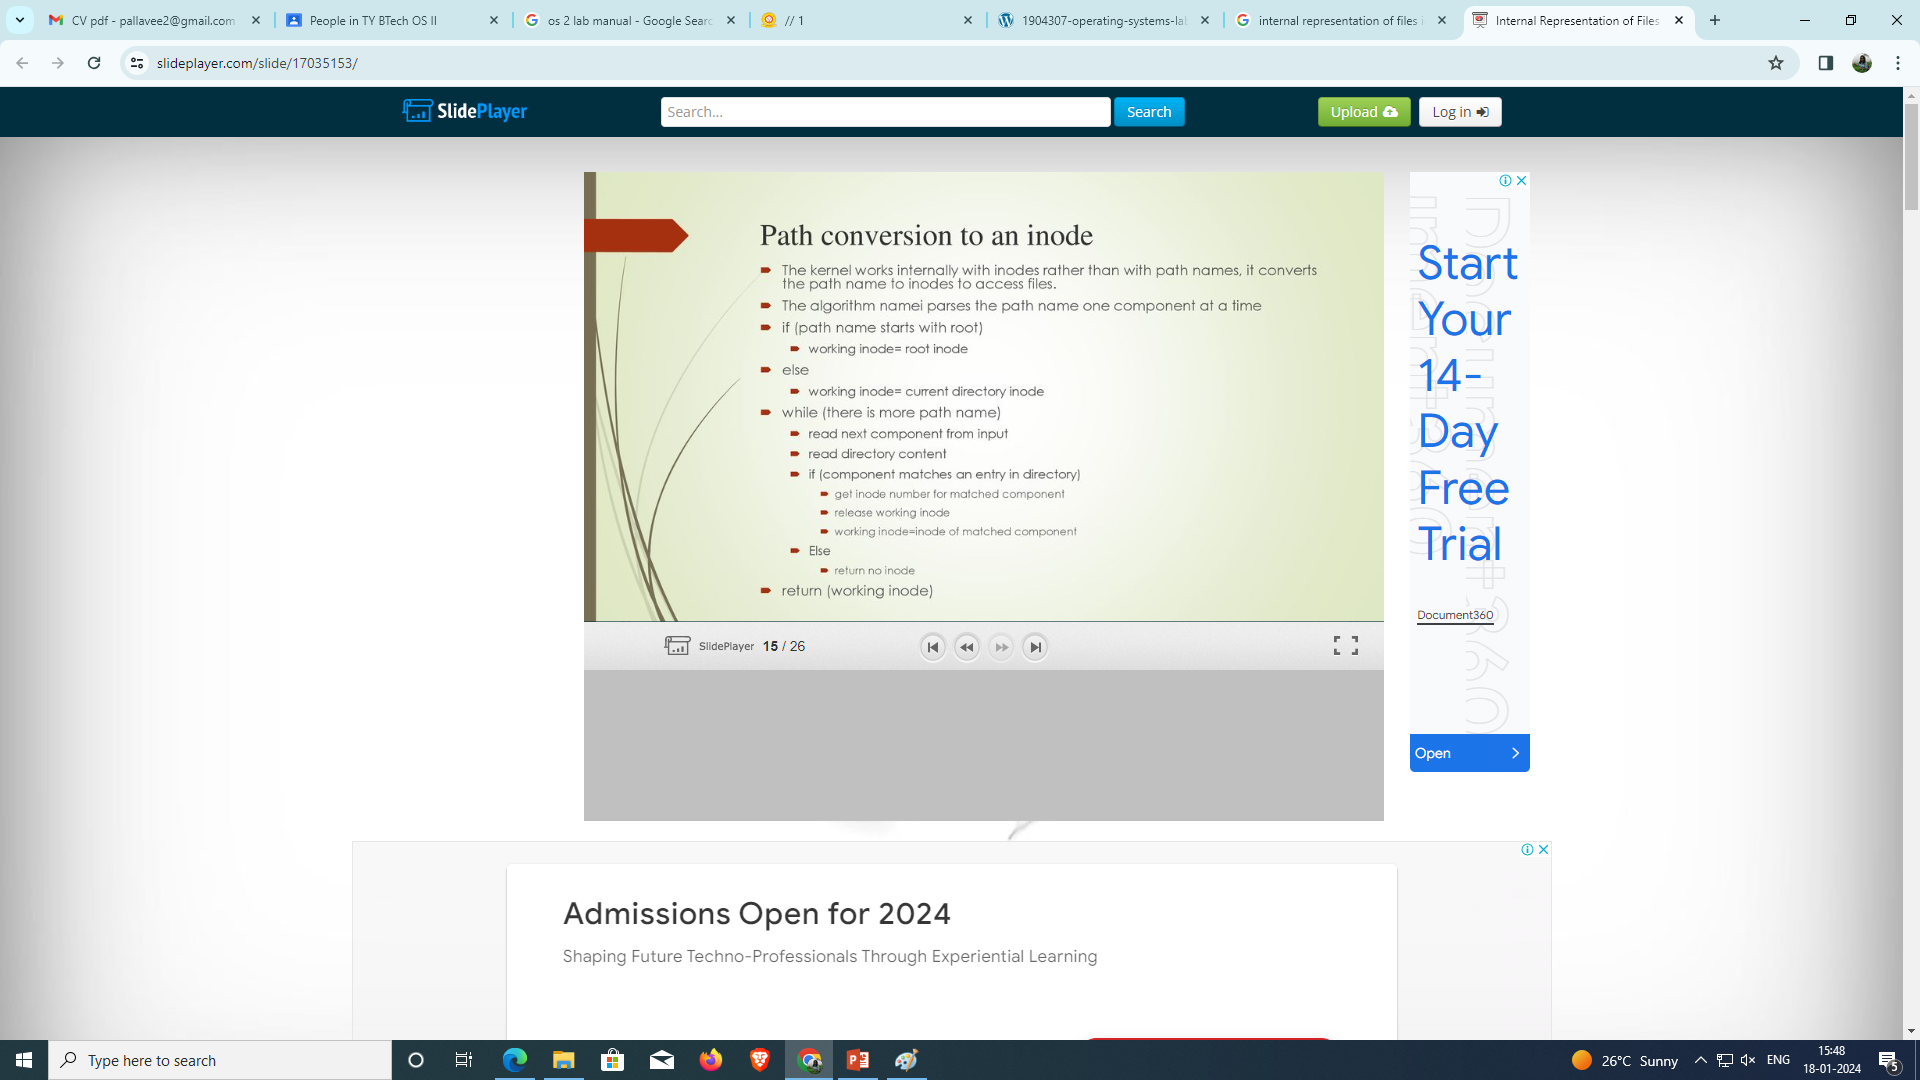 CV pdf - pallavee2@gmail.com
People in TY BTech OS II
os 2 lab manual - Google Searc
// 1
1904307-operating-systems-la
internal representation of files i
Internal Representation of Files
slideplayer.com/slide/17035153/
SlidePlayer
Search...
Search
Upload
Log in
Path conversion to an inode
The kernel works internally with inodes rather than with path names, it converts
the path name to inodes to access files.
The algorithm namei parses the path name one component at a time
if (path name starts with root)
working inode= root inode
else
working inode= current directory inode
while (there is more path name)
read next component from input
read directory content
if (component matches an entry in directory)
get inode number for matched component
release working inode
working inode=inode of matched component
Else
return no inode
return (working inode)
SlidePlayer 15 / 26
Start
Your
14-
Day
Free
Trial
Document360
Open
Admissions Open for 2024
Shaping Future Techno-Professionals Through Experiential Learning
Type here to search
26°C Sunny
ENG
15:48
18-01-2024
5